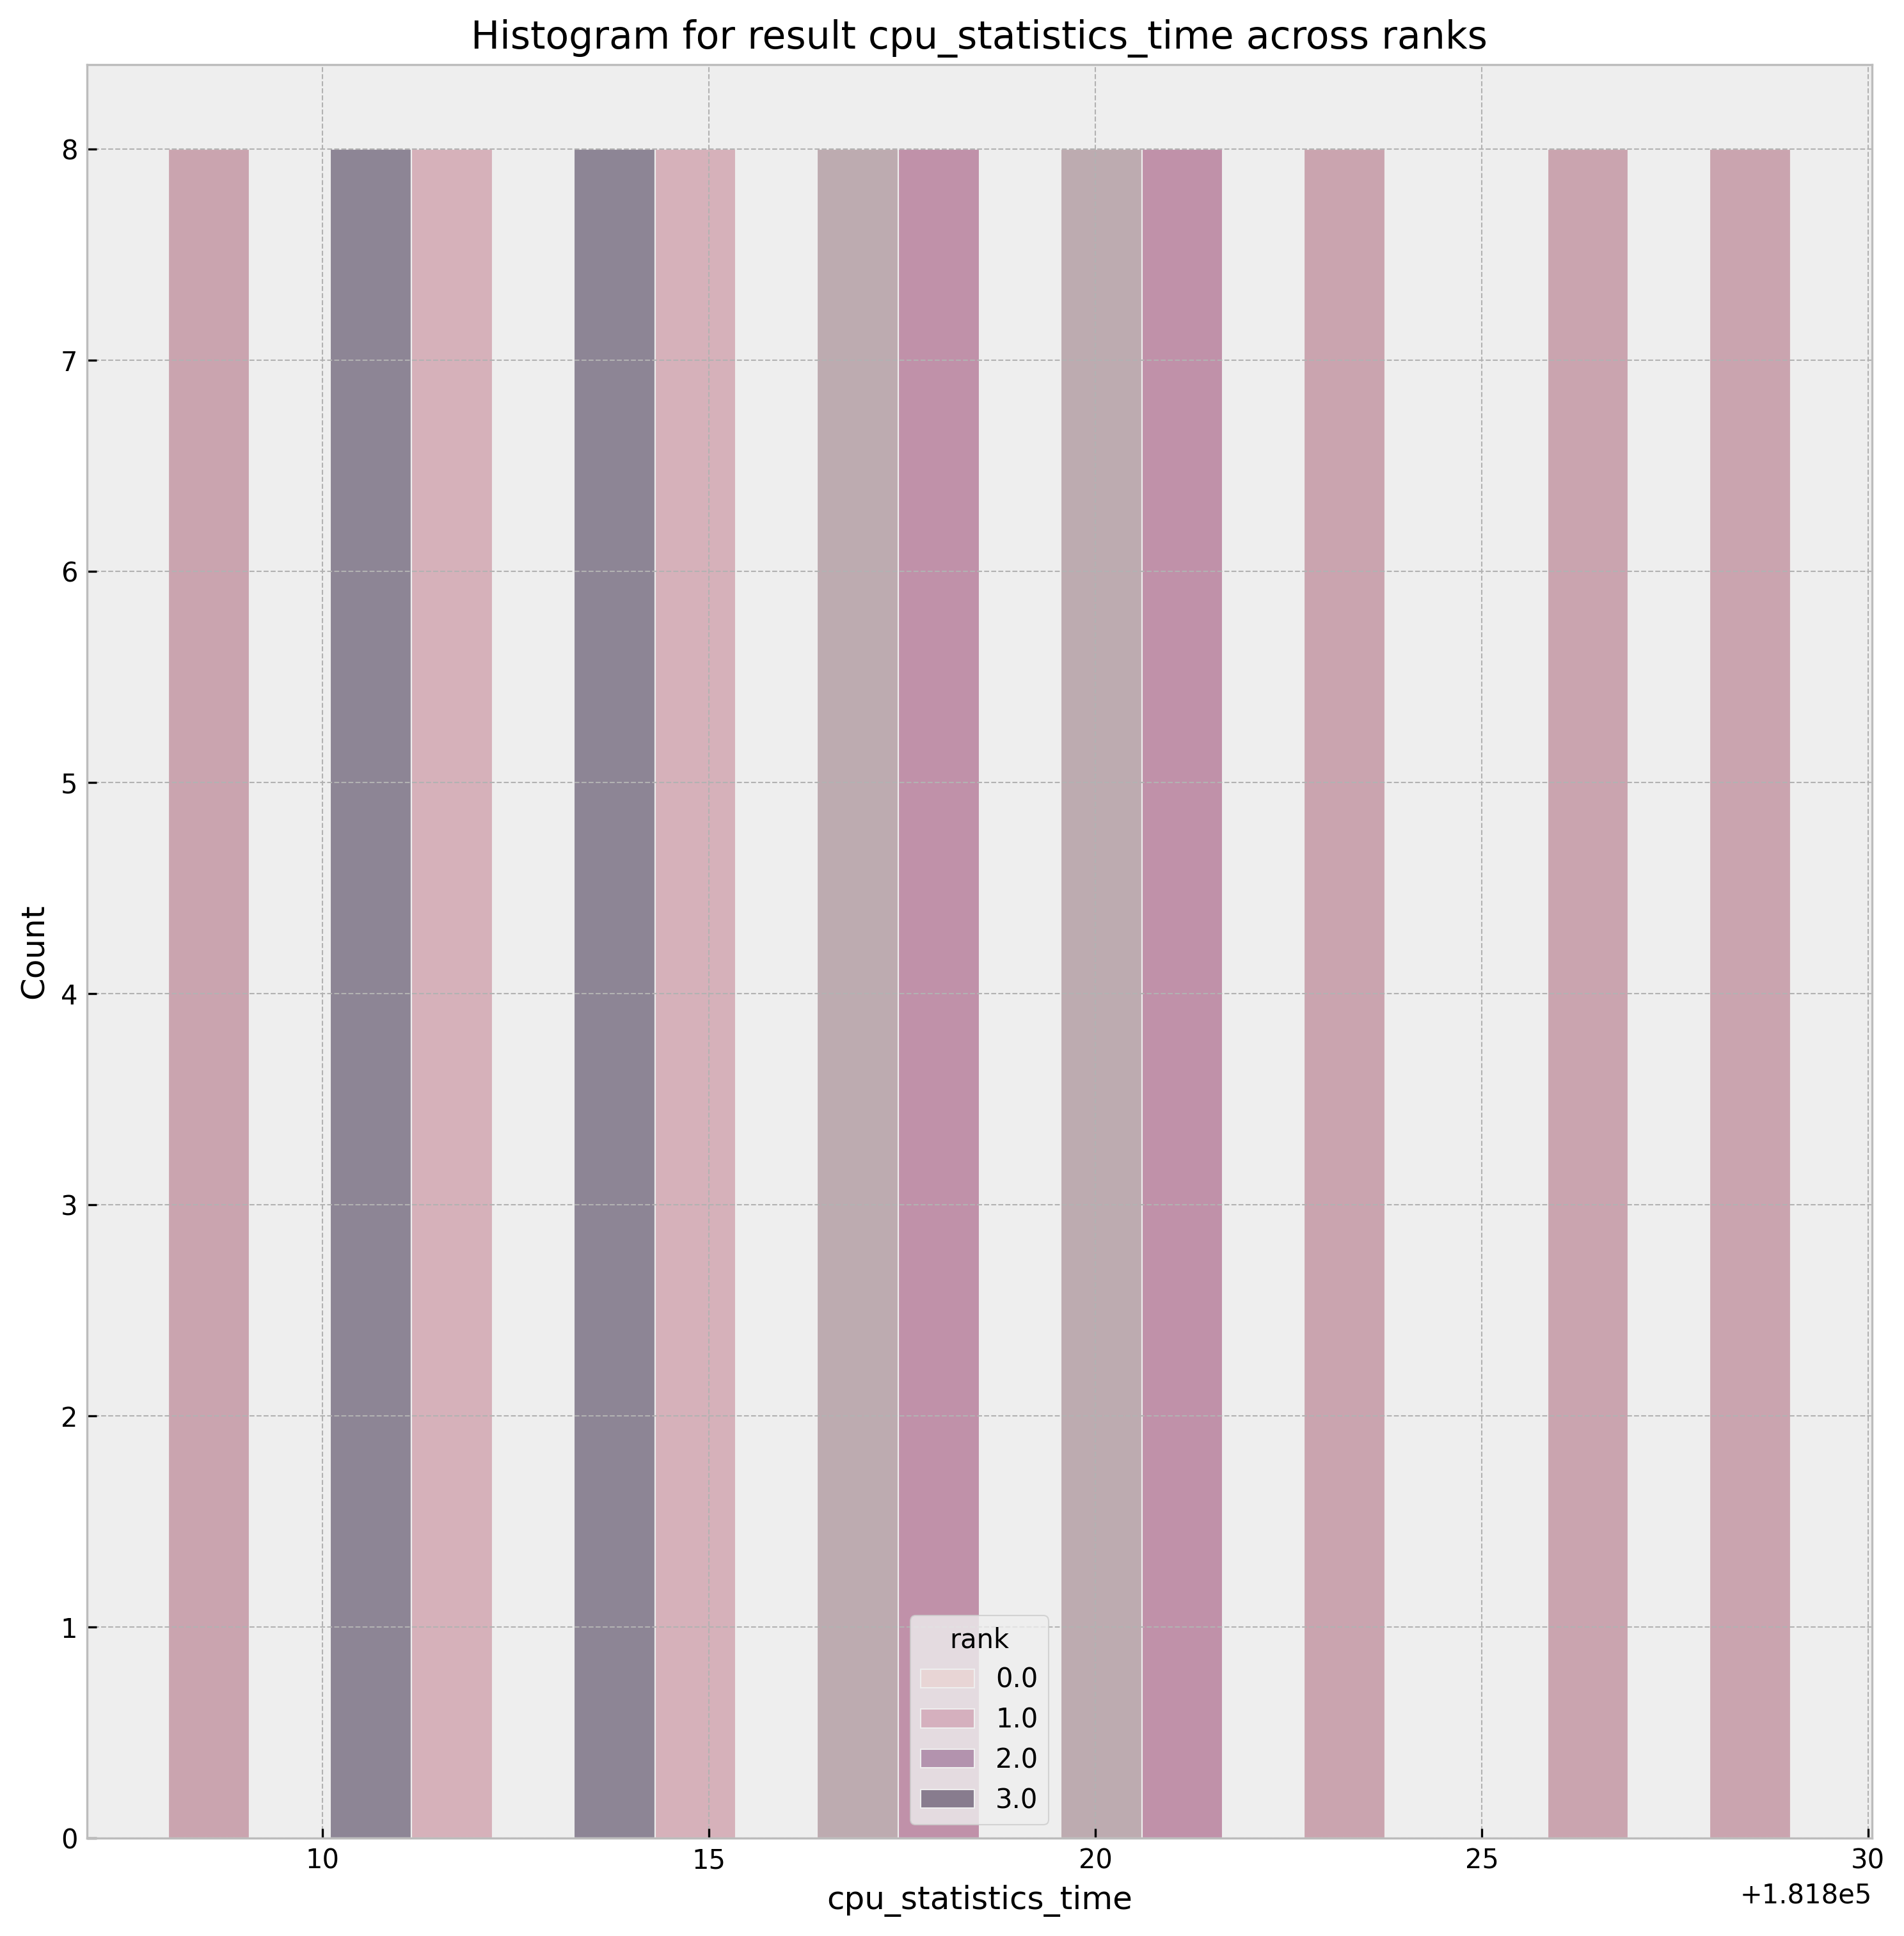 Histogram for result cpu_statistics_time across ranks
8
7
6
5
4
3
2
1
0
Count
rank
0.0
1.0
2.0
3.0
10 15 20 25 30
cpu_statistics_time
+1.818e5